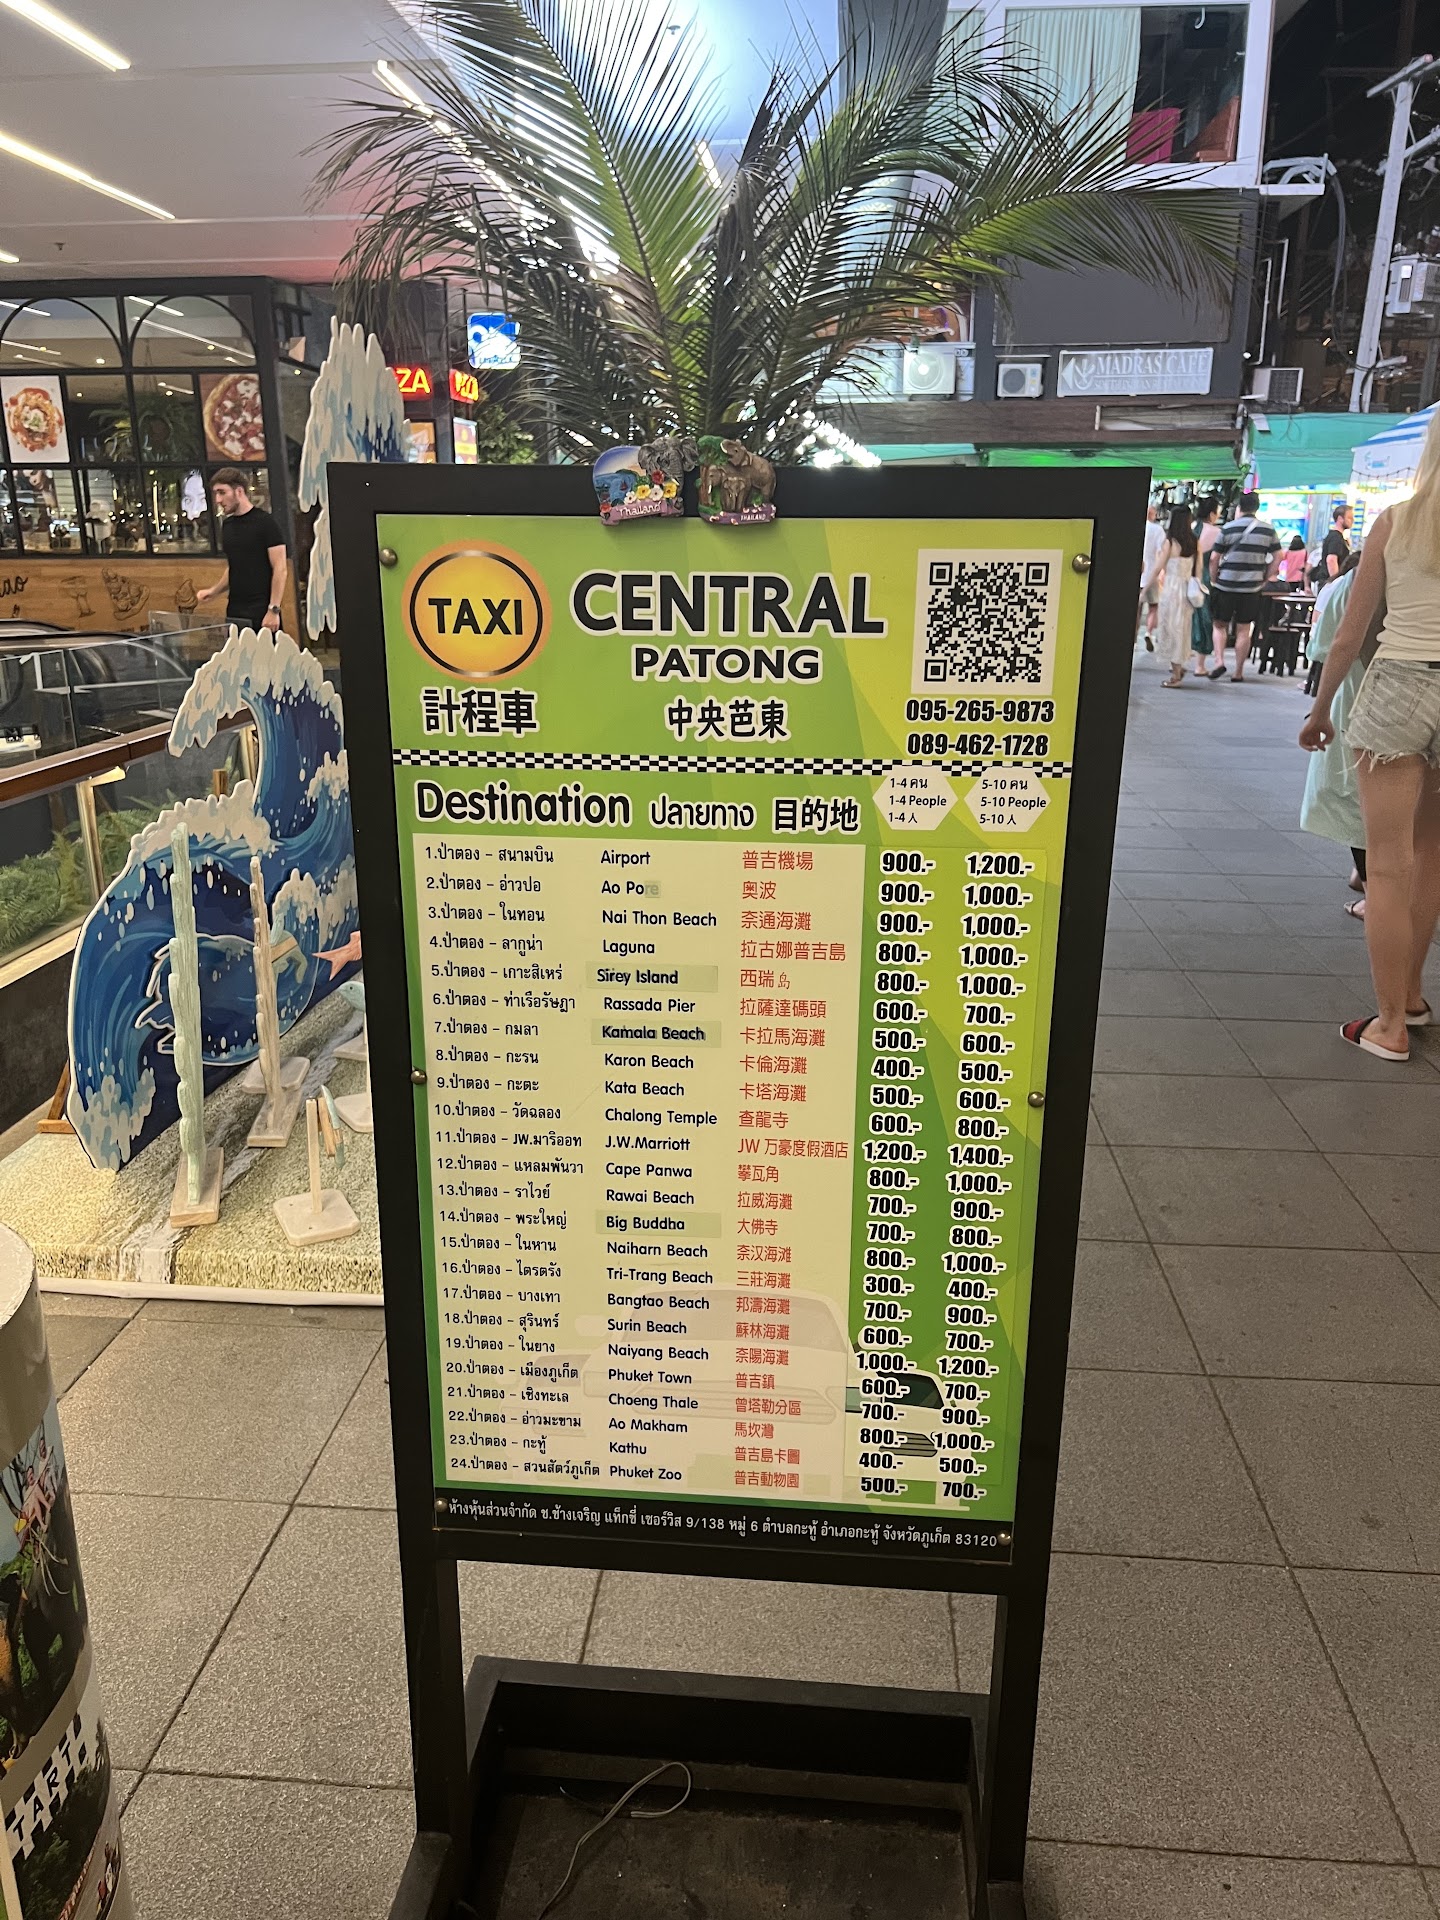 ZA
MADRAS CAFE
Thailand
THAILAND
TAXI
計程車
CENTRAL
PATONG
中央芭東
095-265-9873
089-462-1728
Destination ปลายทาง 目的地
1-4 คน
1-4 People
1-4 人
5-10 คน
5-10 People
5-10 人
1.ป่าตอง - สนามบิน Airport 普吉機場 900.- 1,200.-
2.ป่าตอง - อ่าวปอ Ao Pore 奧波 900.- 1,000.-
3.ป่าตอง - ในทอน Nai Thon Beach 奈通海灘 900.- 1,000.-
4.ป่าตอง - ลากูน่า Laguna 拉古娜普吉島 800.- 1,000.-
5.ป่าตอง - เกาะสิเหร่ Sirey Island 西瑞岛 800.- 1,000.-
6.ป่าตอง - ท่าเรือรัษฎา Rassada Pier 拉薩達碼頭 600.- 700.-
7.ป่าตอง - กมลา Kamala Beach 卡拉馬海灘 500.- 600.-
8.ป่าตอง - กะรน Karon Beach 卡倫海灘 400.- 500.-
9.ป่าตอง - กะตะ Kata Beach 卡塔海灘 500.- 600.-
10.ป่าตอง - วัดฉลอง Chalong Temple 查龍寺 600.- 800.-
11.ป่าตอง - JW.มาริออท J.W.Marriott JW 万豪度假酒店 1,200.- 1,400.-
12.ป่าตอง - แหลมพันวา Cape Panwa 攀瓦角 800.- 1,000.-
13.ป่าตอง - ราไวย์ Rawai Beach 拉威海灘 700.- 900.-
14.ป่าตอง - พระใหญ่ Big Buddha 大佛寺 700.- 800.-
15.ป่าตอง - ในหาน Naiharn Beach 奈汉海滩 800.- 1,000.-
16.ป่าตอง - ไตรตรัง Tri-Trang Beach 三莊海灘 300.- 400.-
17.ป่าตอง - บางเทา Bangtao Beach 邦濤海灘 700.- 900.-
18.ป่าตอง - สุรินทร์ Surin Beach 蘇林海灘 600.- 700.-
19.ป่าตอง - ในยาง Naiyang Beach 奈陽海灘 1,000.- 1,200.-
20.ป่าตอง - เมืองภูเก็ต Phuket Town 普吉鎮 600.- 700.-
21.ป่าตอง - เชิงทะเล Choeng Thale 曾塔勒分區 700.- 900.-
22.ป่าตอง - อ่าวมะขาม Ao Makham 馬坎灣 800.- 1,000.-
23.ป่าตอง - กะทู้ Kathu 普吉島卡圖 400.- 500.-
24.ป่าตอง - สวนสัตว์ภูเก็ต Phuket Zoo 普吉動物園 500.- 700.-
ห้างหุ้นส่วนจำกัด ช.ช้างเจริญ แท็กซี่ เซอร์วิส 9/138 หมู่ 6 ตำบลกะทู้ อำเภอกะทู้ จังหวัดภูเก็ต 83120
TART